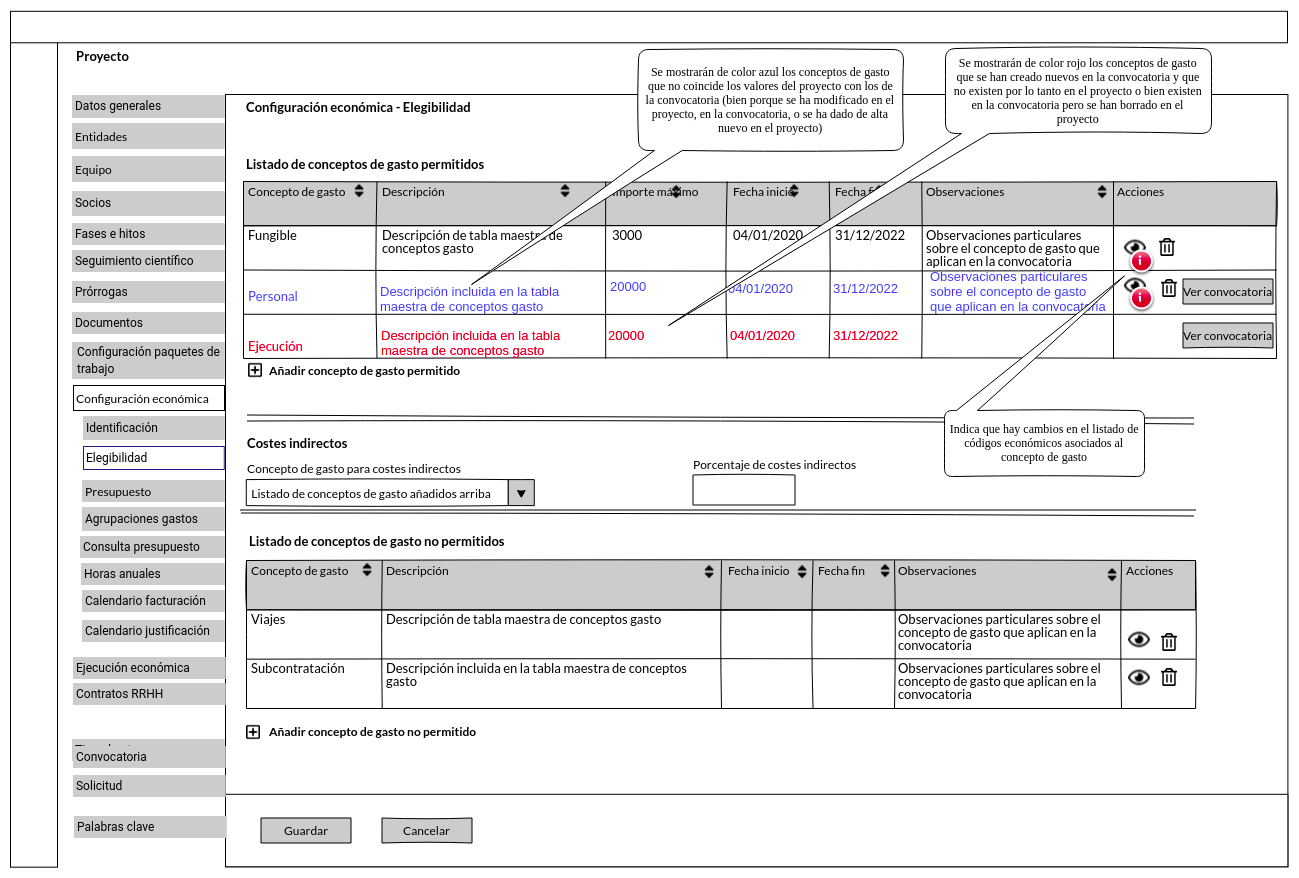 Proyecto
Datos generales
Entidades
Equipo
Socios
Fases e hitos
Seguimiento científico
Prórrogas
Documentos
Configuración paquetes de
trabajo
Configuración económica
Identificación
Elegibilidad
Presupuesto
Agrupaciones gastos
Consulta presupuesto
Horas anuales
Calendario facturación
Calendario justificación
Ejecución económica
Contratos RRHH
Convocatoria
Solicitud
Palabras clave
Configuración económica - Elegibilidad
Se mostrarán de color azul los conceptos de gasto
que no coincide los valores del proyecto con los de
la convocatoria (bien porque se ha modificado en el
proyecto, en la convocatoria, o se ha dado de alta
nuevo en el proyecto)
Se mostrarán de color rojo los conceptos de gasto
que se han creado nuevos en la convocatoria y que
no existen por lo tanto en el proyecto o bien existen
en la convocatoria pero se han borrado en el
proyecto
Listado de conceptos de gasto permitidos
Concepto de gasto Descripción Importe máximo Fecha inicio Fecha fin Observaciones Acciones
Fungible
Descripción de tabla maestra de
conceptos gasto
3000
04/01/2020
31/12/2022
Observaciones particulares
sobre el concepto de gasto que
aplican en la convocatoria
i
Personal
Descripción incluida en la tabla
maestra de conceptos gasto
20000
04/01/2020
31/12/2022
Observaciones particulares
sobre el concepto de gasto
que aplican en la convocatoria
i
Ver convocatoria
Ejecución
Descripción incluida en la tabla
maestra de conceptos gasto
20000
04/01/2020
31/12/2022
Ver convocatoria
Añadir concepto de gasto permitido
Indica que hay cambios en el listado de
códigos económicos asociados al
concepto de gasto
Costes indirectos
Concepto de gasto para costes indirectos
Listado de conceptos de gasto añadidos arriba
Porcentaje de costes indirectos
Listado de conceptos de gasto no permitidos
Concepto de gasto Descripción Fecha inicio Fecha fin Observaciones Acciones
Viajes
Descripción de tabla maestra de conceptos gasto
Observaciones particulares sobre el
concepto de gasto que aplican en la
convocatoria
Subcontratación
Descripción incluida en la tabla maestra de conceptos
gasto
Observaciones particulares sobre el
concepto de gasto que aplican en la
convocatoria
Añadir concepto de gasto no permitido
Guardar
Cancelar